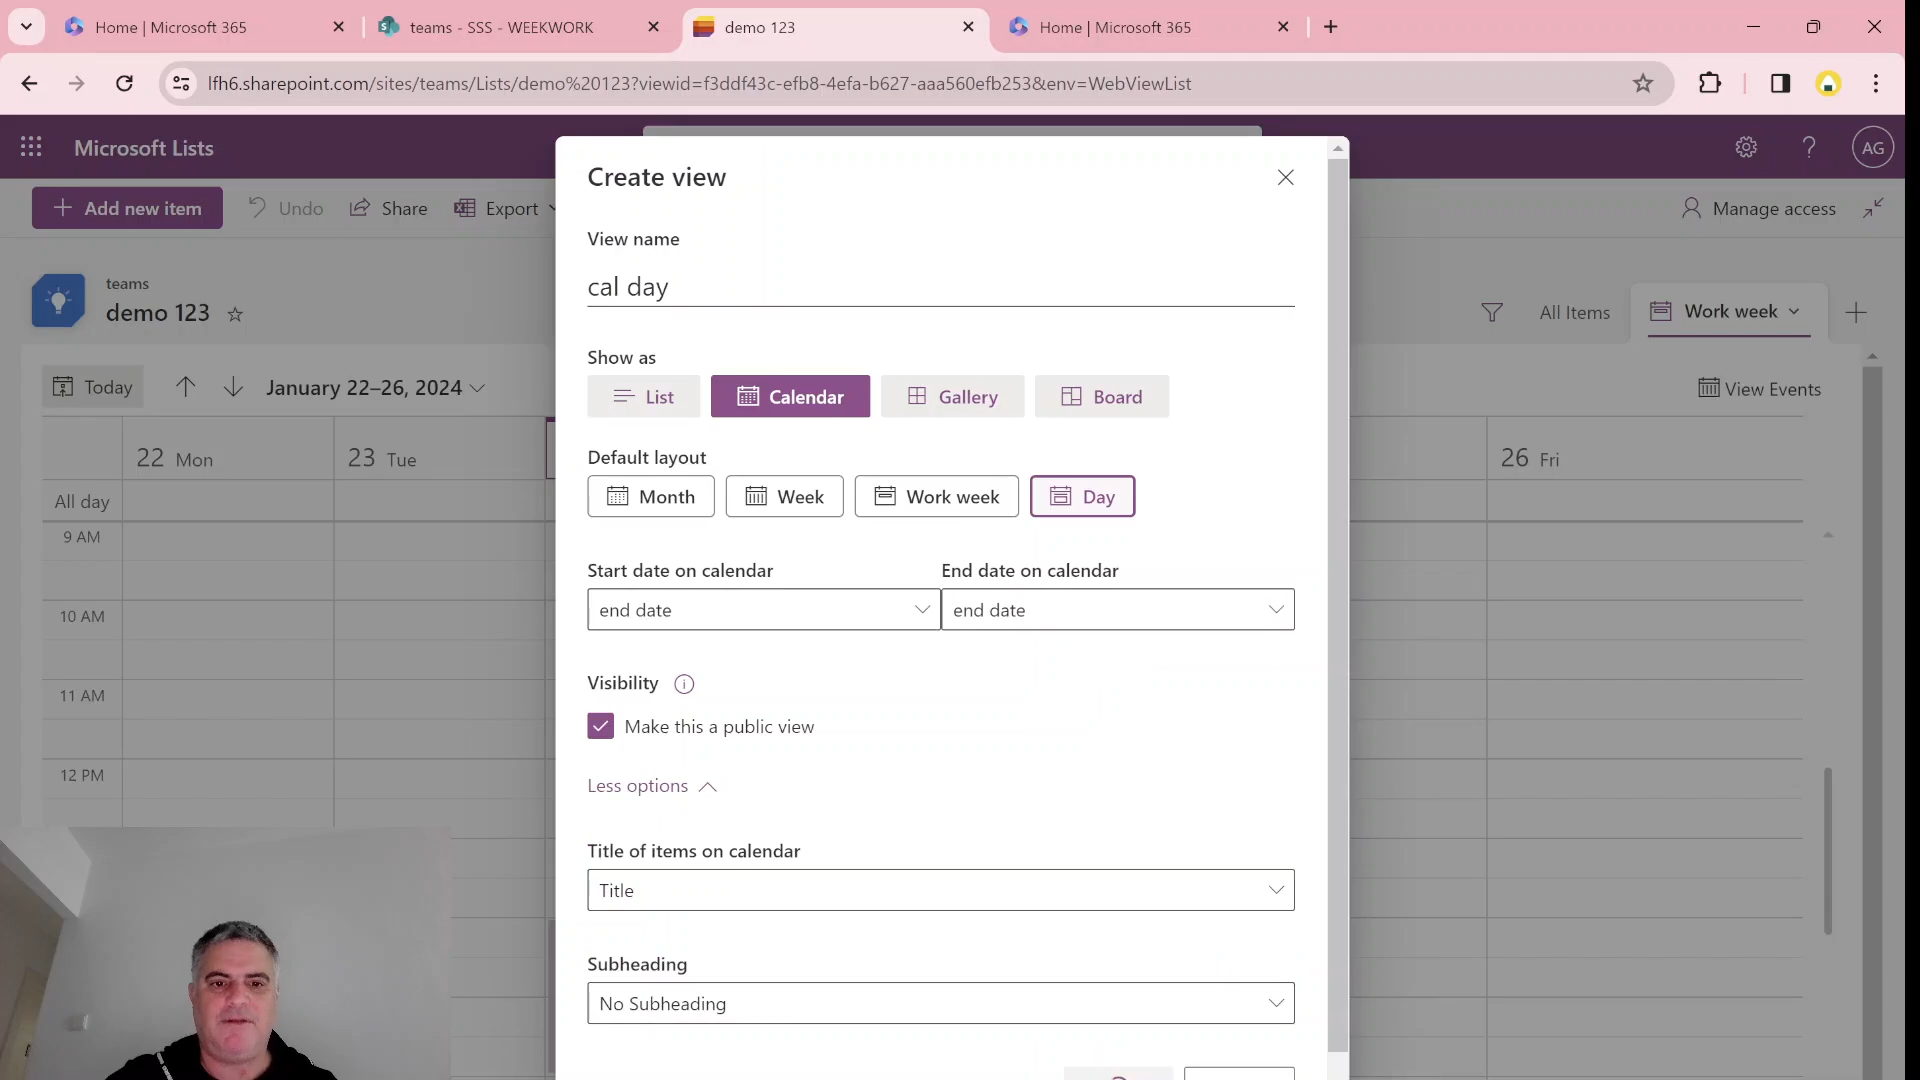 Home | Microsoft 365
teams - SSS - WEEKWORK
demo 123
Home | Microsoft 365
lfh6.sharepoint.com/sites/teams/Lists/demo%20123?viewid=f3ddf43c-efb8-4efa-b627-aaa560efb253&env=WebViewList
Microsoft Lists
AG
Add new item
Undo
Share
Export
Manage access
teams
demo 123
All Items
Work week
Today
January 22–26, 2024
View Events
22 Mon
23 Tue
26 Fri
All day
9 AM
10 AM
11 AM
12 PM
Create view
View name
cal day
Show as
List
Calendar
Gallery
Board
Default layout
Month
Week
Work week
Day
Start date on calendar
End date on calendar
end date
end date
Visibility
Make this a public view
Less options
Title of items on calendar
Title
Subheading
No Subheading